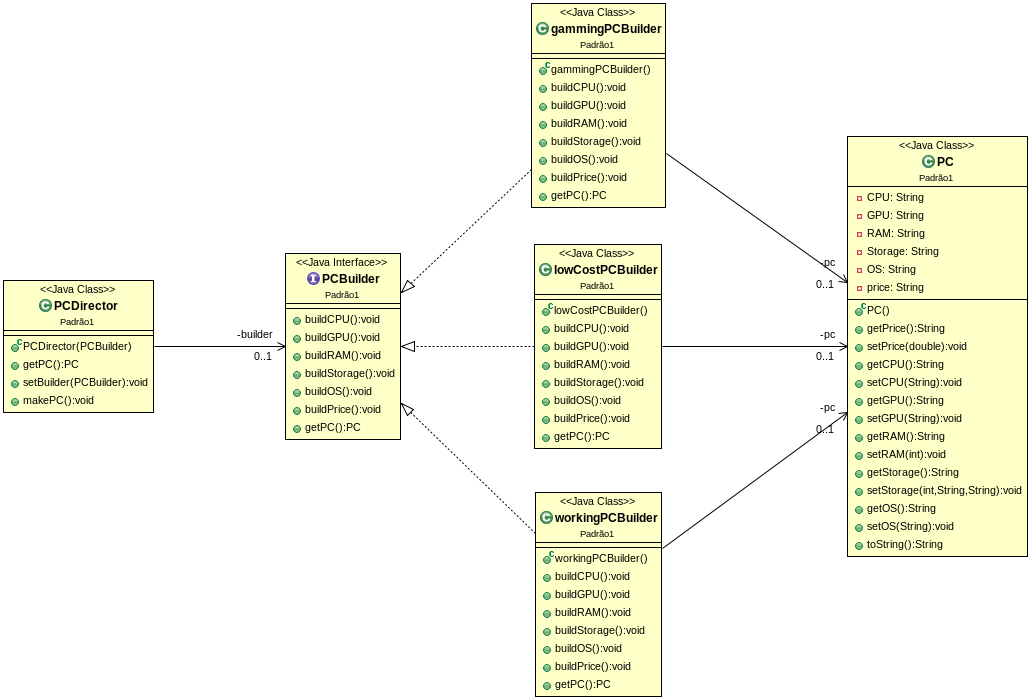 <<Java Class>>
PCDirector
Padrão1
PCDirector(PCBuilder)
getPC():PC
setBuilder(PCBuilder):void
makePC():void
-builder
0..1
<<Java Interface>>
PCBuilder
Padrão1
buildCPU():void
buildGPU():void
buildRAM():void
buildStorage():void
buildOS():void
buildPrice():void
getPC():PC
<<Java Class>>
gammingPCBuilder
Padrão1
gammingPCBuilder()
buildCPU():void
buildGPU():void
buildRAM():void
buildStorage():void
buildOS():void
buildPrice():void
getPC():PC
-pc
0..1
<<Java Class>>
lowCostPCBuilder
Padrão1
lowCostPCBuilder()
buildCPU():void
buildGPU():void
buildRAM():void
buildStorage():void
buildOS():void
buildPrice():void
getPC():PC
-pc
0..1
<<Java Class>>
workingPCBuilder
Padrão1
workingPCBuilder()
buildCPU():void
buildGPU():void
buildRAM():void
buildStorage():void
buildOS():void
buildPrice():void
getPC():PC
-pc
0..1
<<Java Class>>
PC
Padrão1
CPU: String
GPU: String
RAM: String
Storage: String
OS: String
price: String
PC()
getPrice():String
setPrice(double):void
getCPU():String
setCPU(String):void
getGPU():String
setGPU(String):void
getRAM():String
setRAM(int):void
getStorage():String
setStorage(int,String,String):void
getOS():String
setOS(String):void
toString():String